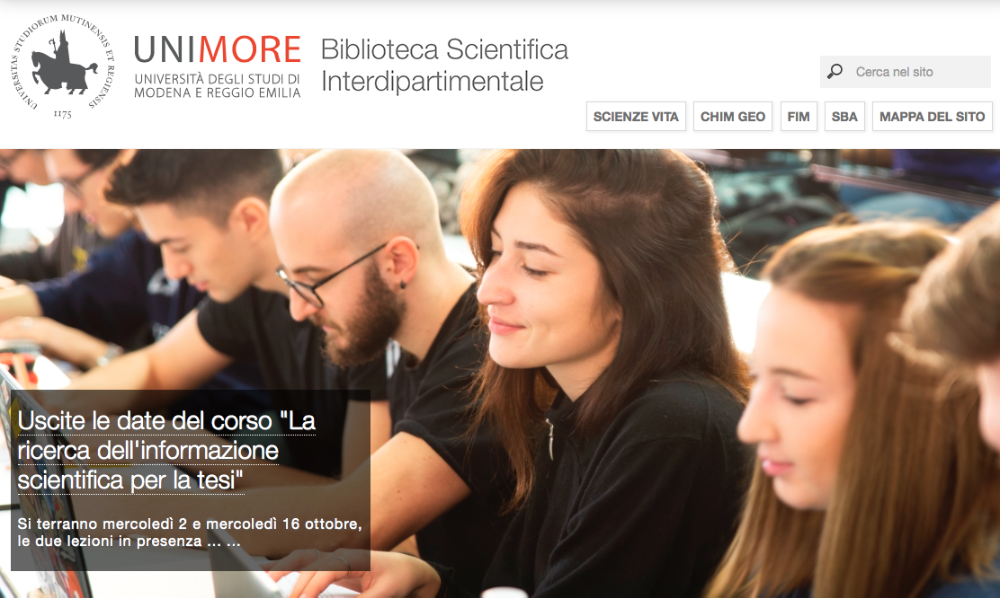 UNIVERSITAS STUDIORUM MUTINENSIS ET REGIENSIS
1175
UNIMORE
UNIVERSITÀ DEGLI STUDI DI
MODENA E REGGIO EMILIA
Biblioteca Scientifica
Interdipartimentale
Cerca nel sito
SCIENZE VITA
CHIM GEO
FIM
SBA
MAPPA DEL SITO
Uscite le date del corso "La
ricerca dell'informazione
scientifica per la tesi"
Si terranno mercoledì 2 e mercoledì 16 ottobre,
le due lezioni in presenza ... ...